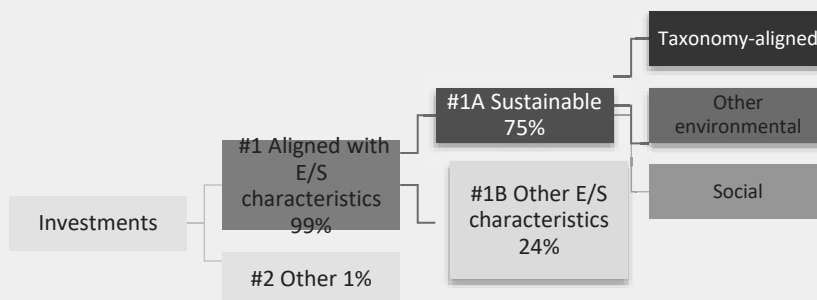 Taxonomy-aligned
#1A Sustainable
75%
Other
environmental
#1 Aligned with
E/S
characteristics
99%
#1B Other E/S
characteristics
24%
Social
Investments
#2 Other 1%